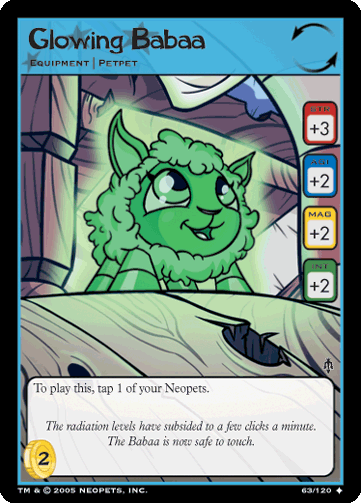 Glowing Babaa
Equipment | Petpet
STR
+3
AGI
+2
MAG
+2
INT
+2
To play this, tap 1 of your Neopets.
The radiation levels have subsided to a few clicks a minute.
The Babaa is now safe to touch.
2
TM & © 2005 NEOPETS, INC.
63/120